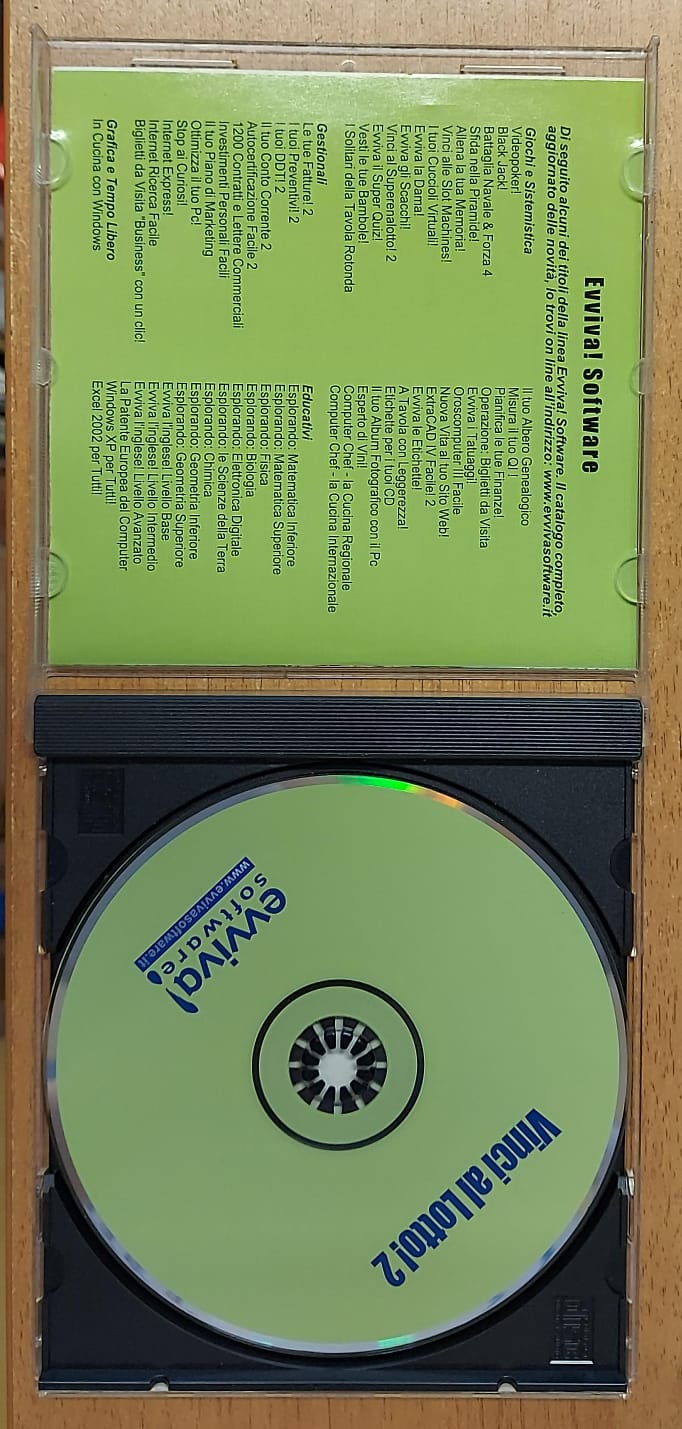 Evviva! Software
Di seguito alcuni dei titoli della linea Evviva! Software. Il catalogo completo,
aggiornato delle novità, lo trovi on line all'indirizzo: www.evvivasoftware.it
Giochi e Sistemistica
Videopoker!
Black Jack!
Battaglia Navale & Forza 4
Sfida nella Piramide!
Allena la tua Memoria!
Vinci alle Slot Machines!
I tuoi Cuccioli Virtuali!
Evviva la Dama!
Evviva gli Scacchi!
Vinci al Superenalotto! 2
Evviva il Super Quiz!
Vesti le tue Bambole!
I Solitari della Tavola Rotonda
Gestionali
Le tue Fatture! 2
I tuoi Preventivi! 2
I tuoi DDT! 2
Il tuo Conto Corrente 2
Autocertificazione Facile 2
1200 Contratti e Lettere Commerciali
Investimenti Personali Facili
Il tuo Piano di Marketing
Ottimizza il tuo Pc!
Stop ai Curiosi!
Internet Express!
Internet Ricerca Facile
Biglietti da Visita "Business" con un clic!
Grafica e Tempo Libero
In Cucina con Windows
Il tuo Albero Genealogico
Misura il tuo QI !
Pianifica le tue Finanze!
Operazione: Biglietti da Visita
Evviva i Tatuaggi!
Oroscomputer III Facile
Nuova Vita al tuo Sito Web!
ExtraCAD IV Facile! 2
Evviva le Etichette!
A Tavola con Leggerezza!
Etichette per i tuoi CD
Il tuo Album Fotografico con il Pc
Esperto di Vini!
Computer Chef - la Cucina Regionale
Computer Chef - la Cucina Internazionale
Educativi
Esplorando: Matematica Inferiore
Esplorando: Matematica Superiore
Esplorando: Fisica
Esplorando: Biologia
Esplorando: Elettronica Digitale
Esplorando: le Scienze della Terra
Esplorando: Chimica
Esplorando: Geometria Inferiore
Esplorando: Geometria Superiore
Evviva l'Inglese! Livello Base
Evviva l'Inglese! Livello Intermedio
Evviva l'Inglese! Livello Avanzato
La Patente Europea del Computer
Windows XP per Tutti!
Excel 2002 per Tutti!
Vinci al Lotto! 2
evviva!
software
www.evvivasoftware.it